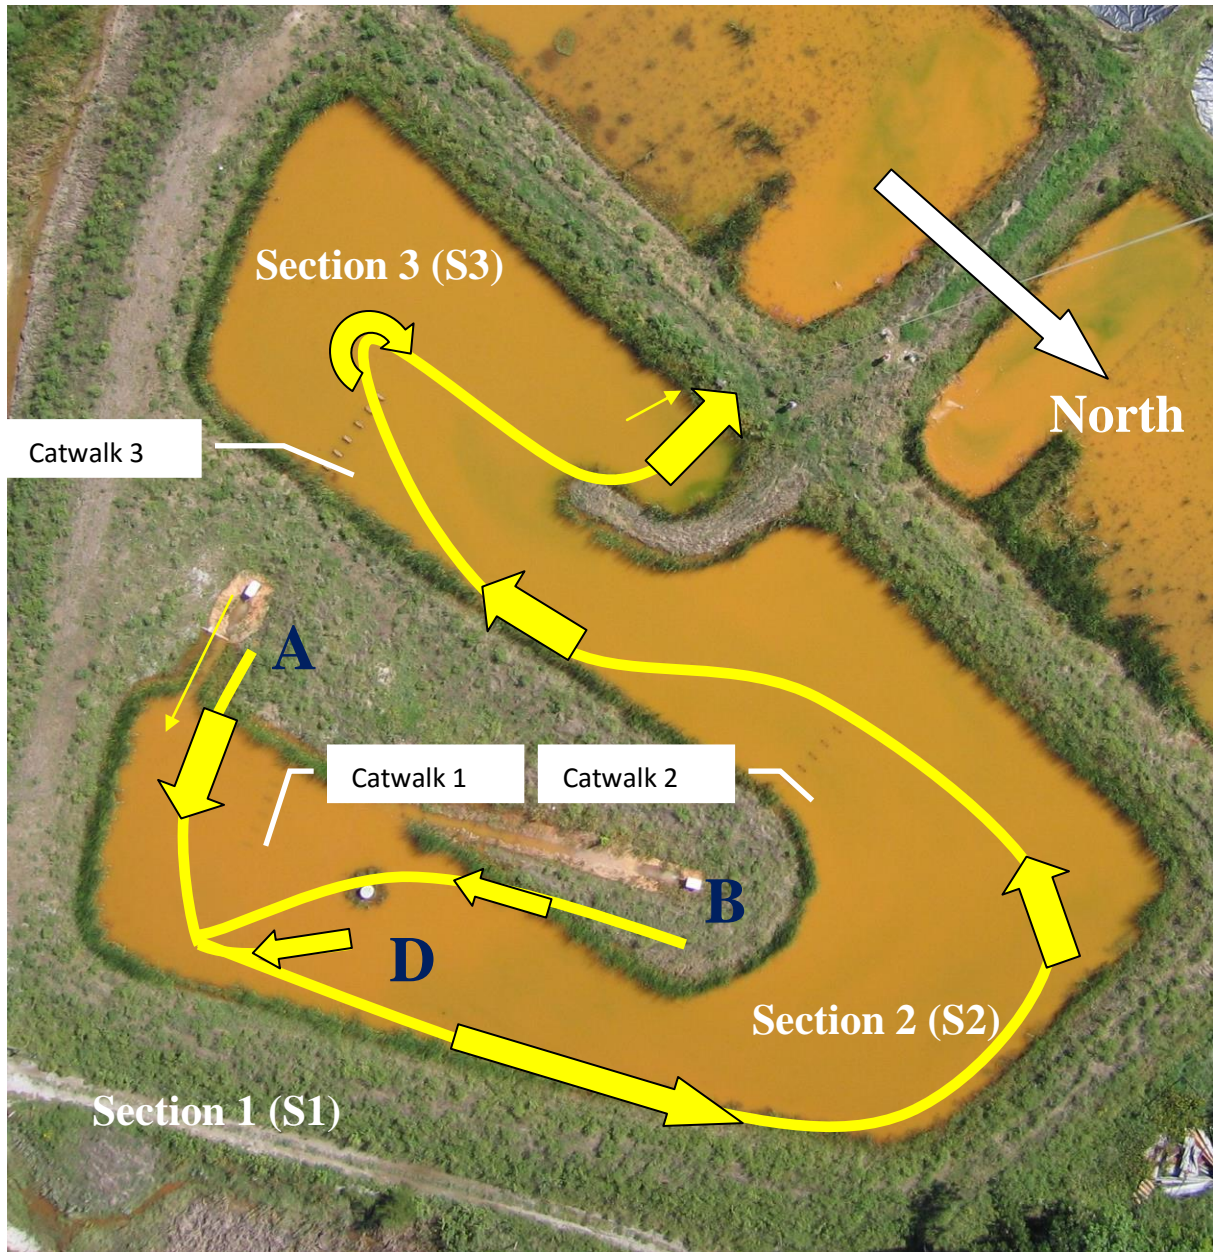 Section 3 (S3)
North
Catwalk 3
A
Catwalk 1
Catwalk 2
B
D
Section 2 (S2)
Section 1 (S1)